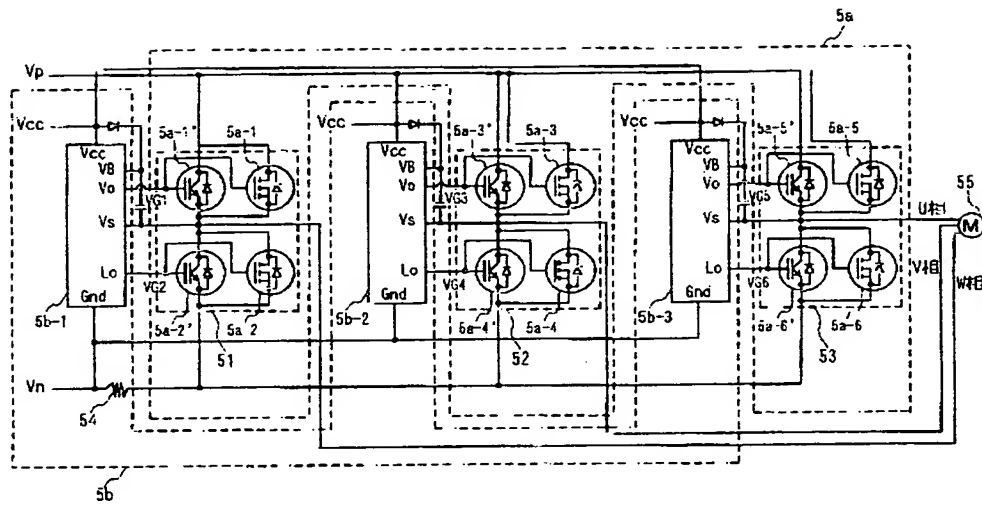 5a
Vp
Vcc
Vcc
Vcc
5a-1'
5a-1
5a-3'
5a-3
5a-5'
5a-5
Vcc
VB
Vo
Vs
Lo
Gnd
VG1
VG2
Vcc
VB
Vo
Vs
Lo
Gnd
VG3
VG4
Vcc
VB
Vo
Vs
Lo
Gnd
VG5
VG6
55
M
U相
V相
W相
5b-1
5a-2'
5a-2
51
5b-2
5a-4'
5a-4
52
5b-3
5a-6'
5a-6
53
Vn
54
5b